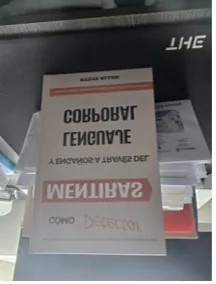 CÓMO Detectar
MENTIRAS
Y ENGAÑOS A TRAVÉS DEL
LENGUAJE
CORPORAL
THE